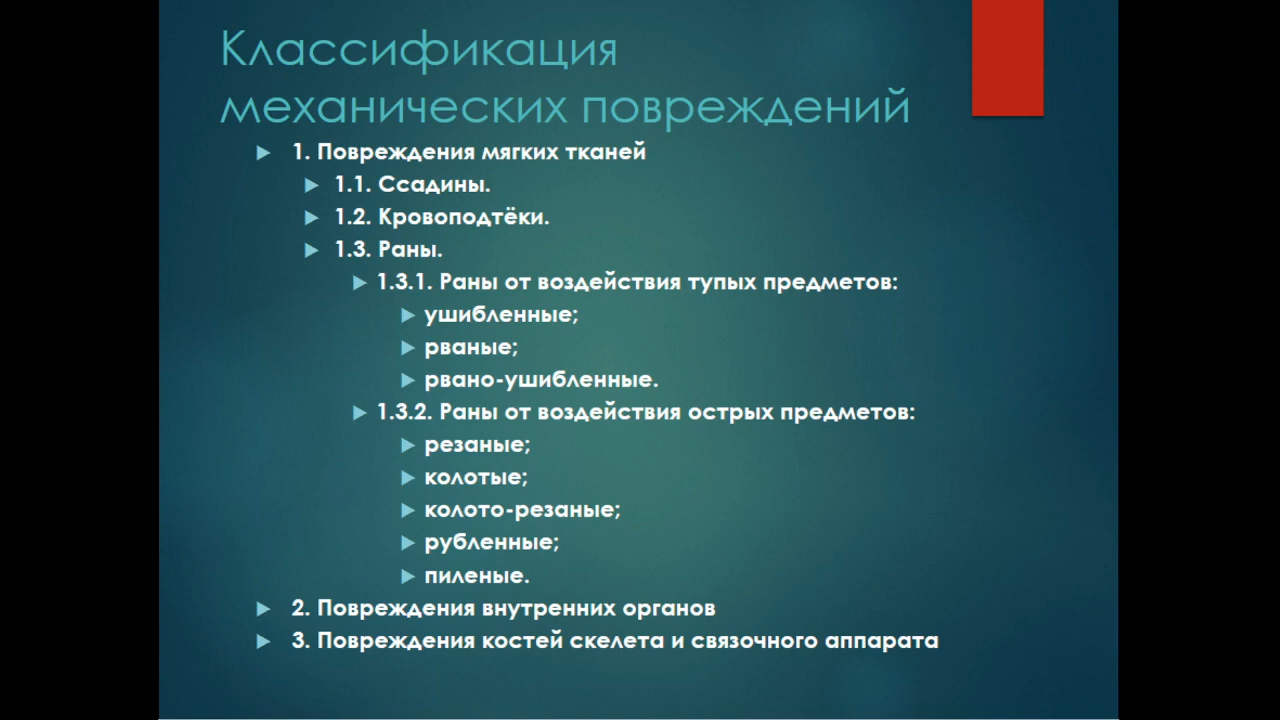 Классификация
механических повреждений
1. Повреждения мягких тканей
1.1. Ссадины.
1.2. Кровоподтёки.
1.3. Раны.
1.3.1. Раны от воздействия тупых предметов:
ушибленные;
рваные;
рвано-ушибленные.
1.3.2. Раны от воздействия острых предметов:
резаные;
колотые;
колото-резаные;
рубленные;
пиленые.
2. Повреждения внутренних органов
3. Повреждения костей скелета и связочного аппарата